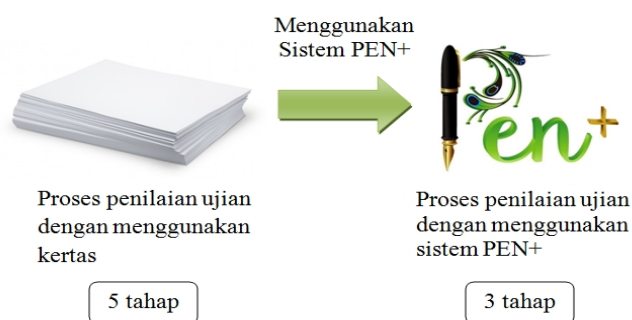 Menggunakan
Sistem PEN+
Pen+
Proses penilaian ujian
dengan menggunakan
kertas
5 tahap
Proses penilaian ujian
dengan menggunakan
sistem PEN+
3 tahap